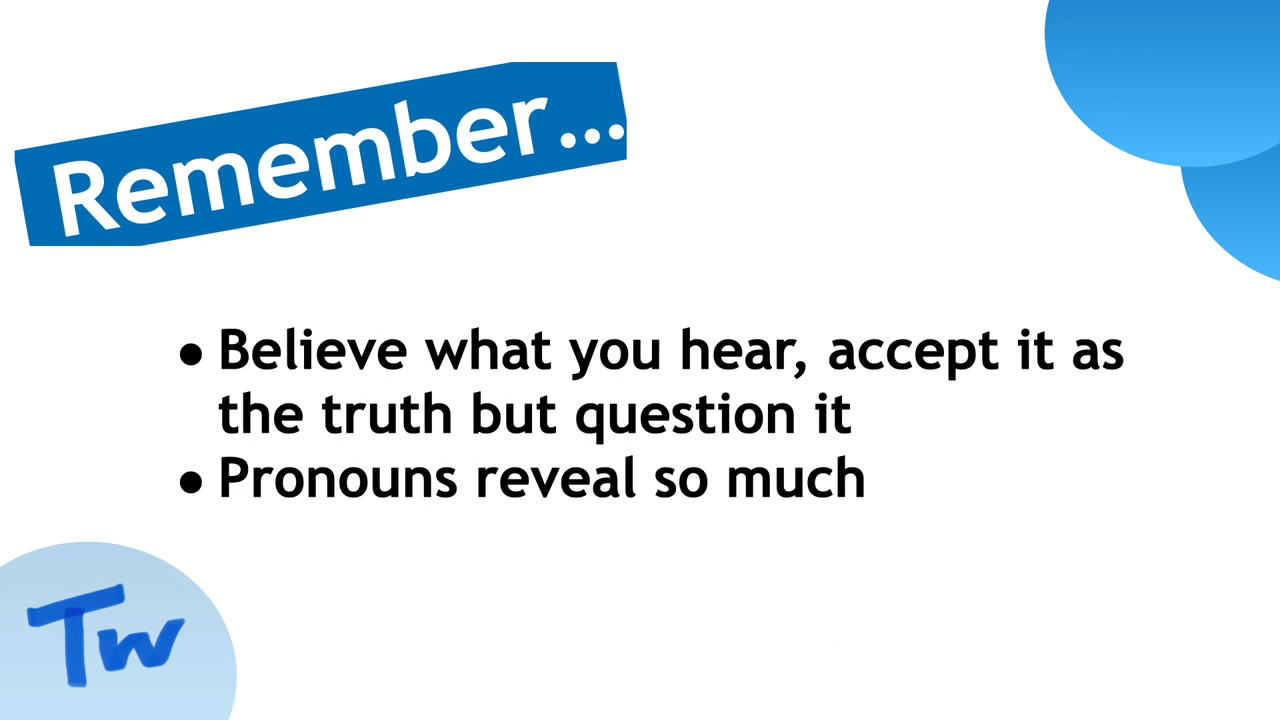 Remember...
• Believe what you hear, accept it as
the truth but question it
• Pronouns reveal so much
Tw